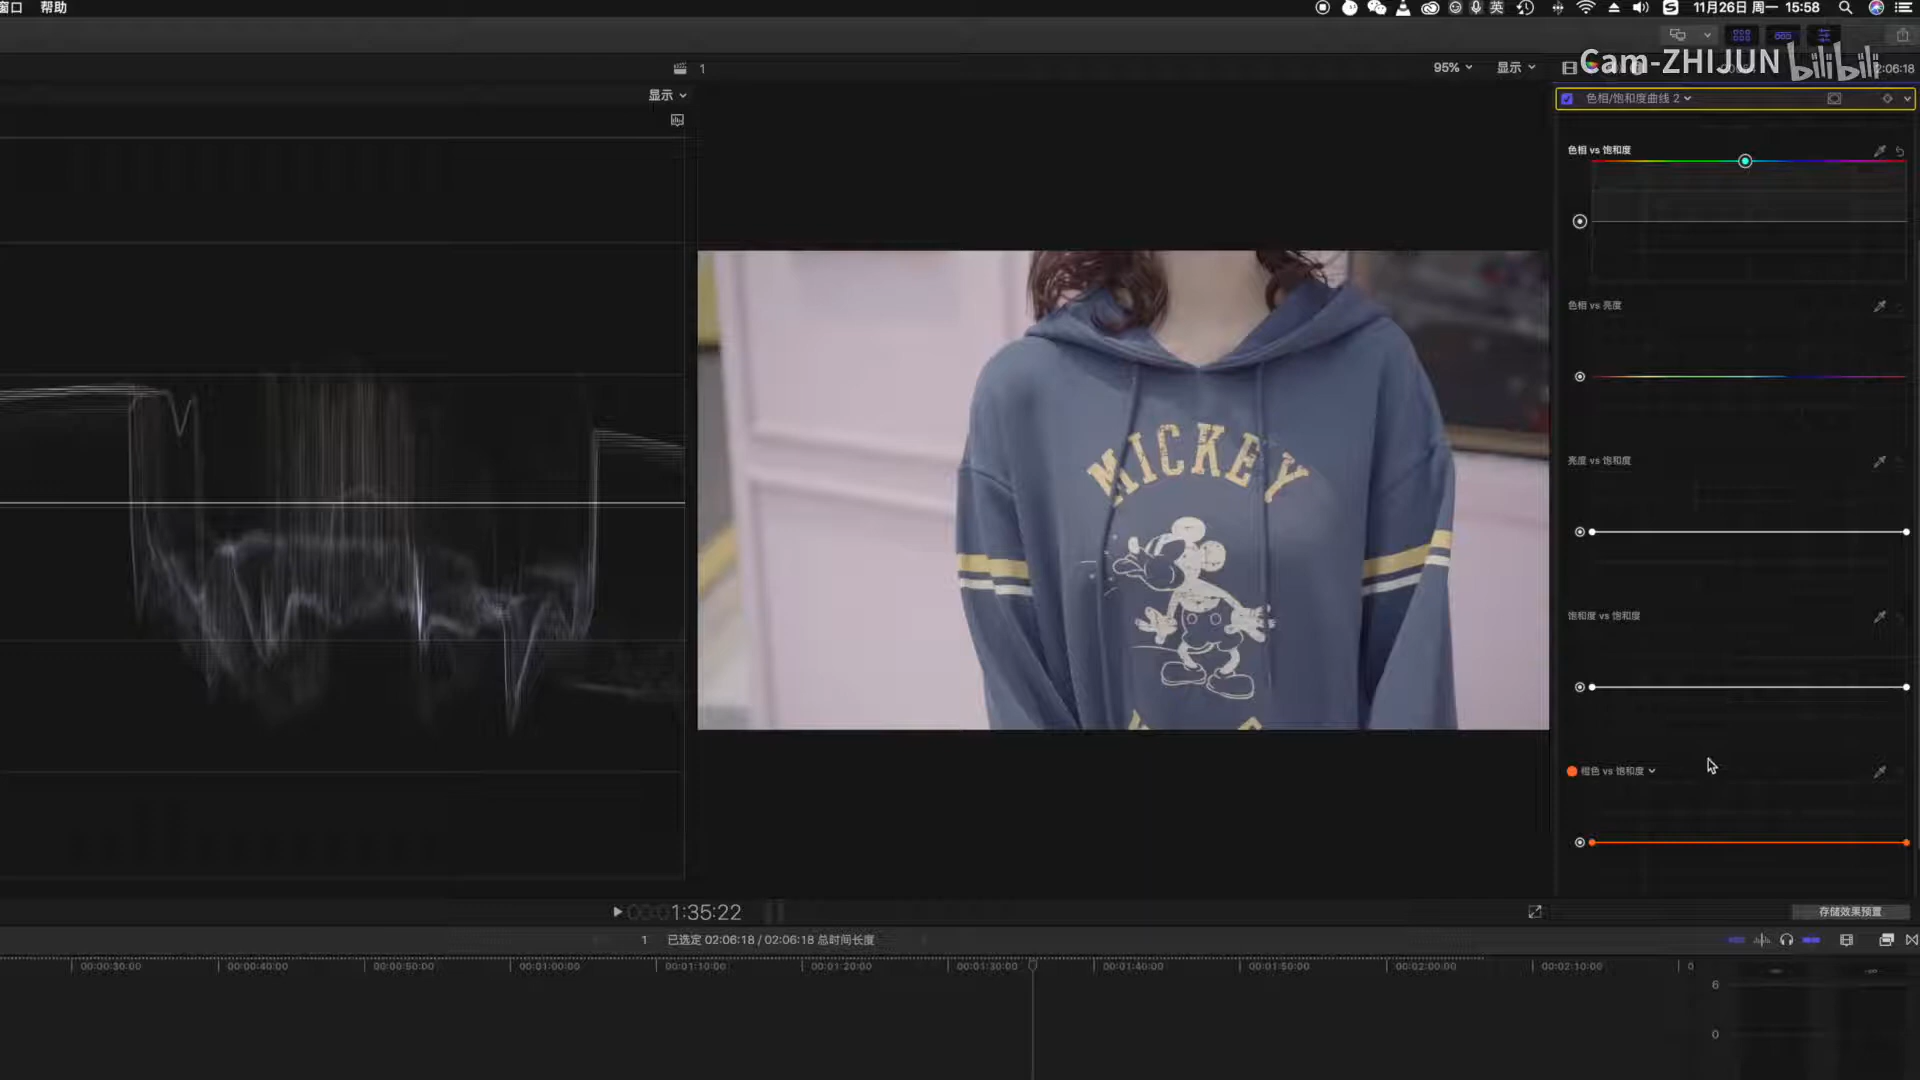 窗口 帮助
英 11月26日 周一 15:58
1 95% 显示
Cam-ZHIJUN bilibili
2:06:18
显示
色相/饱和度曲线 2
色相 vs 饱和度
色相 vs 亮度
亮度 vs 饱和度
饱和度 vs 饱和度
橙色 vs 饱和度
MICKEY
1:35:22
存储效果预置
1 已选定 02:06:18 / 02:06:18 总时间长度
00:00:30:00 00:00:40:00 00:00:50:00 00:01:00:00 00:01:10:00 00:01:20:00 00:01:30:00 00:01:40:00 00:01:50:00 00:02:00:00 00:02:10:00 0
6
0